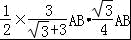 1/2 × 3/(√3+3) AB • √3/4 AB